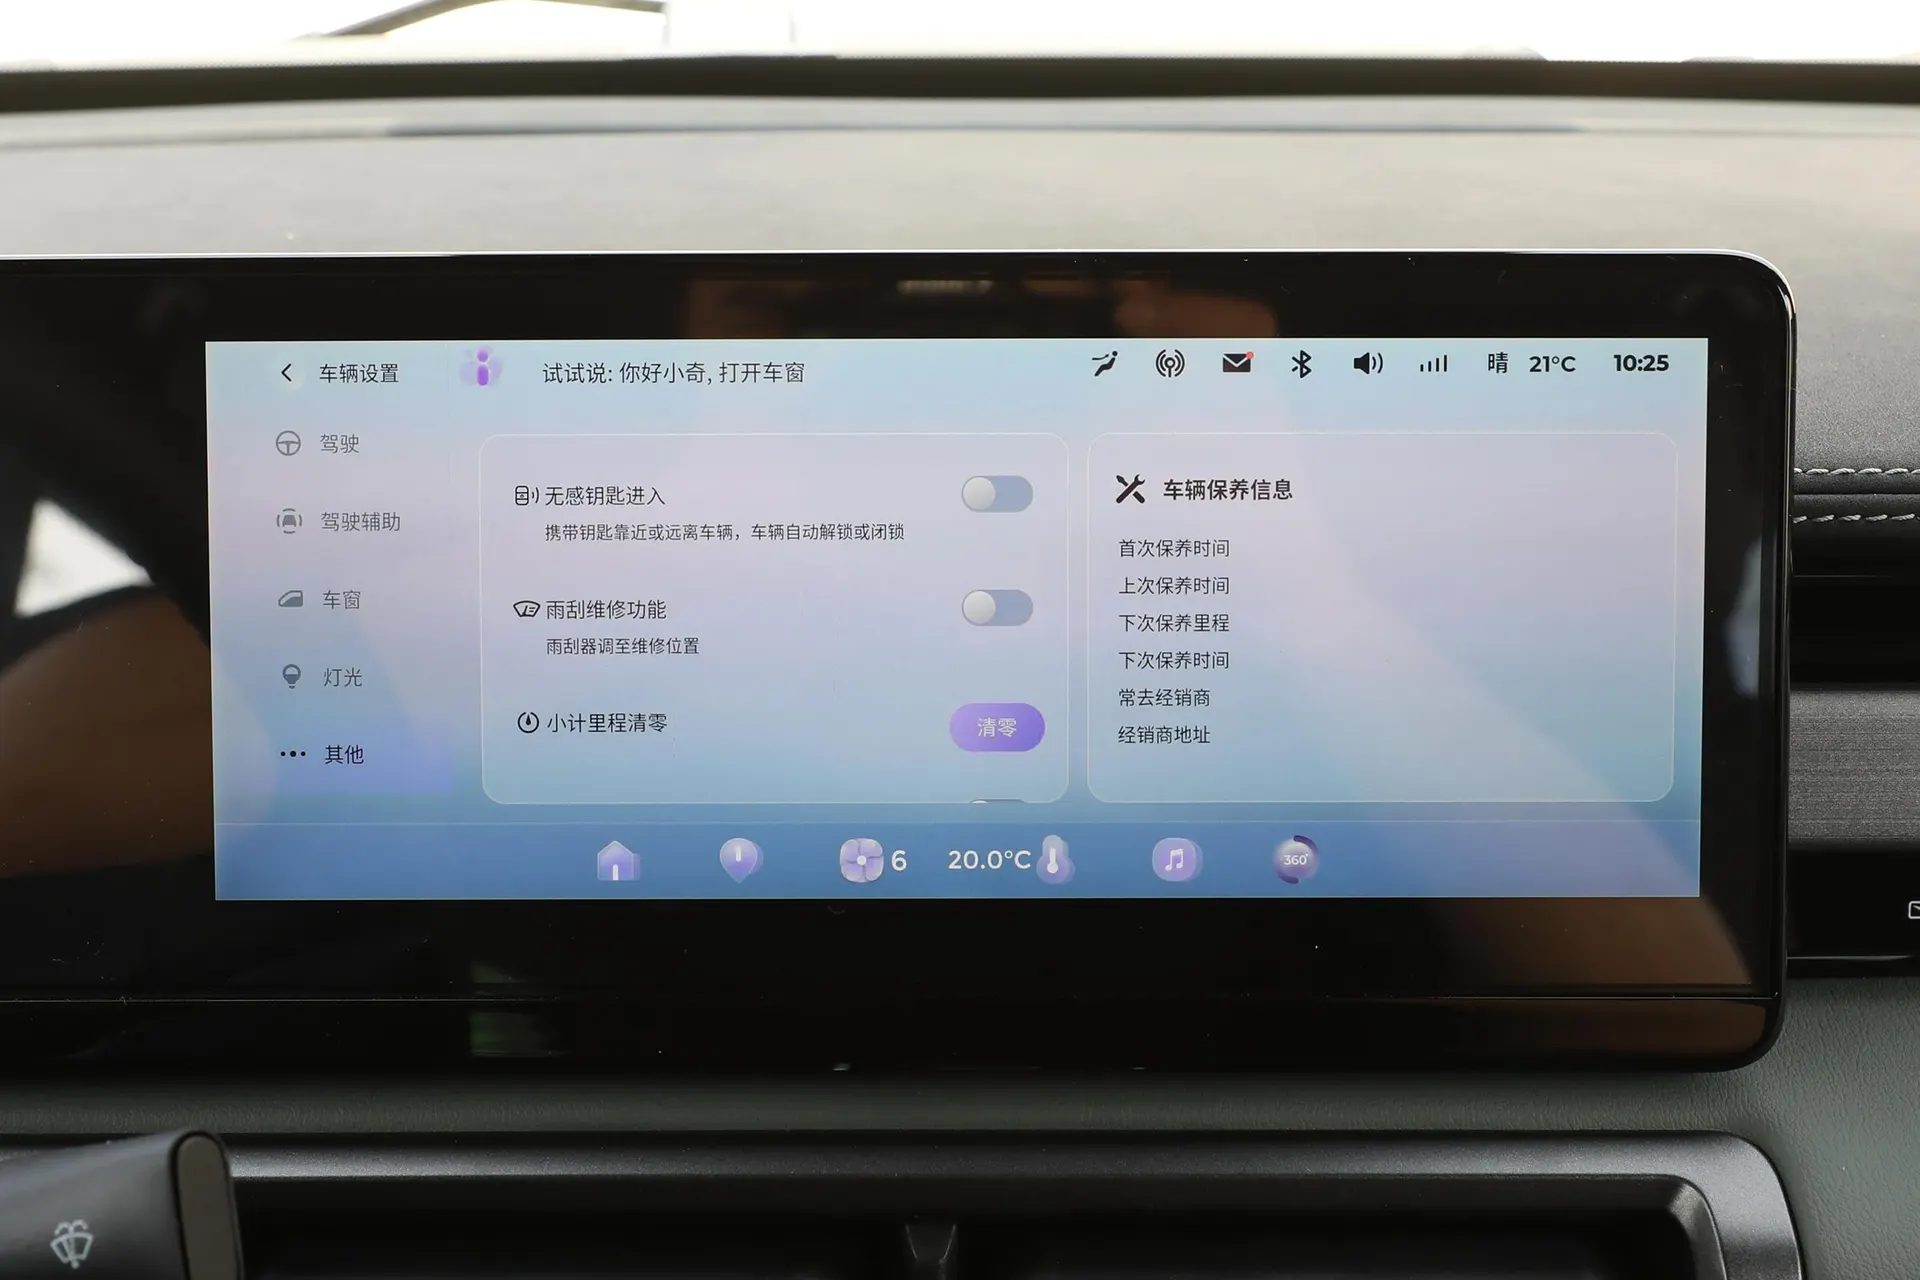 车辆设置
试试说: 你好小奇, 打开车窗
晴 21°C 10:25
驾驶
驾驶辅助
车窗
灯光
其他
无感钥匙进入
携带钥匙靠近或远离车辆，车辆自动解锁或闭锁
雨刮维修功能
雨刮器调至维修位置
小计里程清零
清零
车辆保养信息
首次保养时间
上次保养时间
下次保养里程
下次保养时间
常去经销商
经销商地址
6
20.0°C
360°